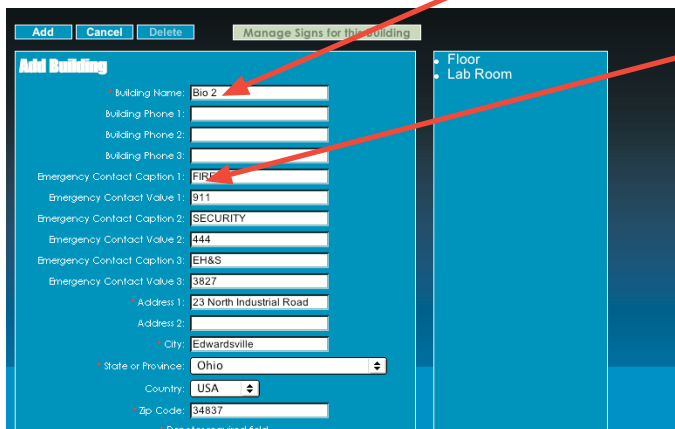 Add Cancel Delete Manage Signs for this Building
Add Building
* Building Name: Bio 2
Building Phone 1:
Building Phone 2:
Building Phone 3:
Emergency Contact Caption 1: FIRE
Emergency Contact Value 1: 911
Emergency Contact Caption 2: SECURITY
Emergency Contact Value 2: 444
Emergency Contact Caption 3: EH&S
Emergency Contact Value 3: 3827
* Address 1: 23 North Industrial Road
Address 2:
* City: Edwardsville
* State or Province: Ohio
Country: USA
* Zip Code: 34837
* Denotes required field
• Floor
• Lab Room